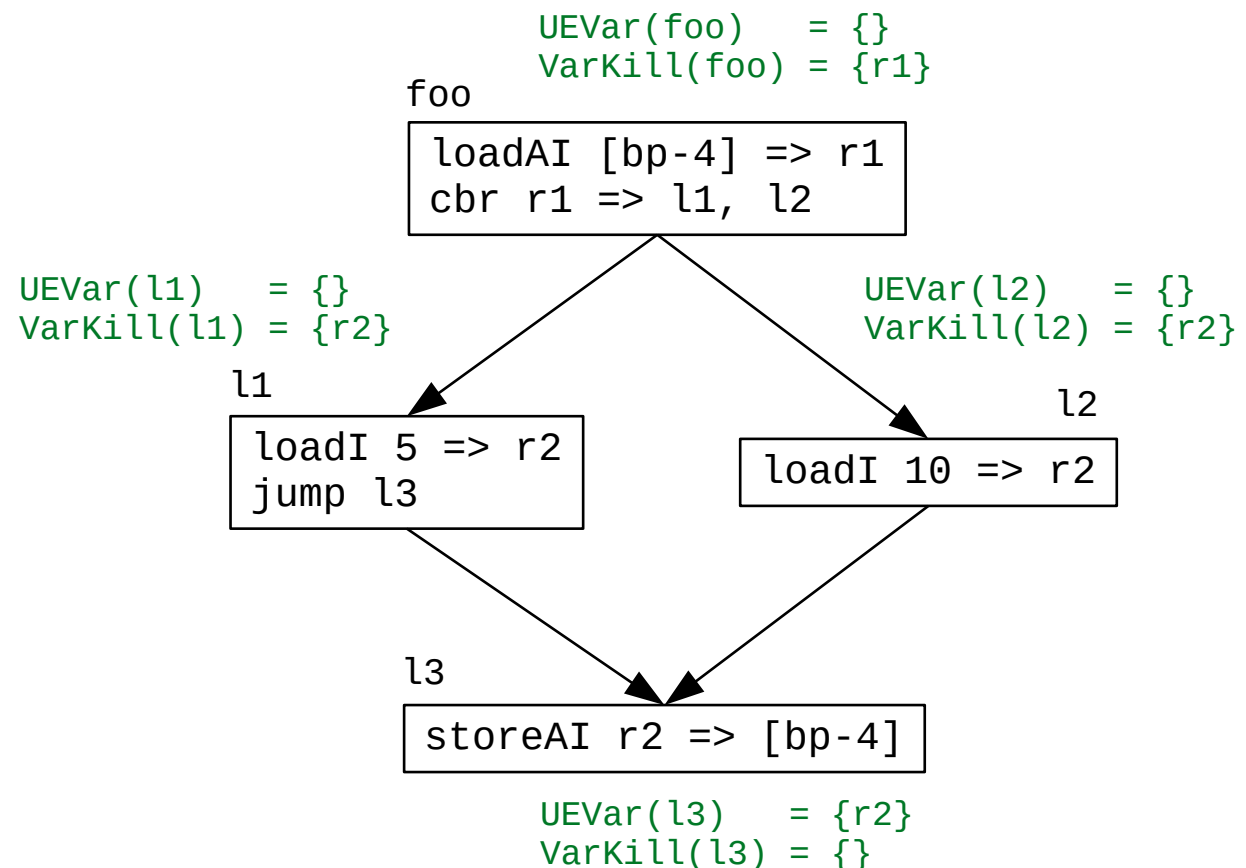 UEVar(foo)   = {}
VarKill(foo) = {r1}
foo
loadAI [bp-4] => r1
cbr r1 => l1, l2
UEVar(l1)   = {}
VarKill(l1) = {r2}
UEVar(l2)   = {}
VarKill(l2) = {r2}
l1
l2
loadI 5 => r2
jump l3
loadI 10 => r2
l3
storeAI r2 => [bp-4]
UEVar(l3)   = {r2}
VarKill(l3) = {}